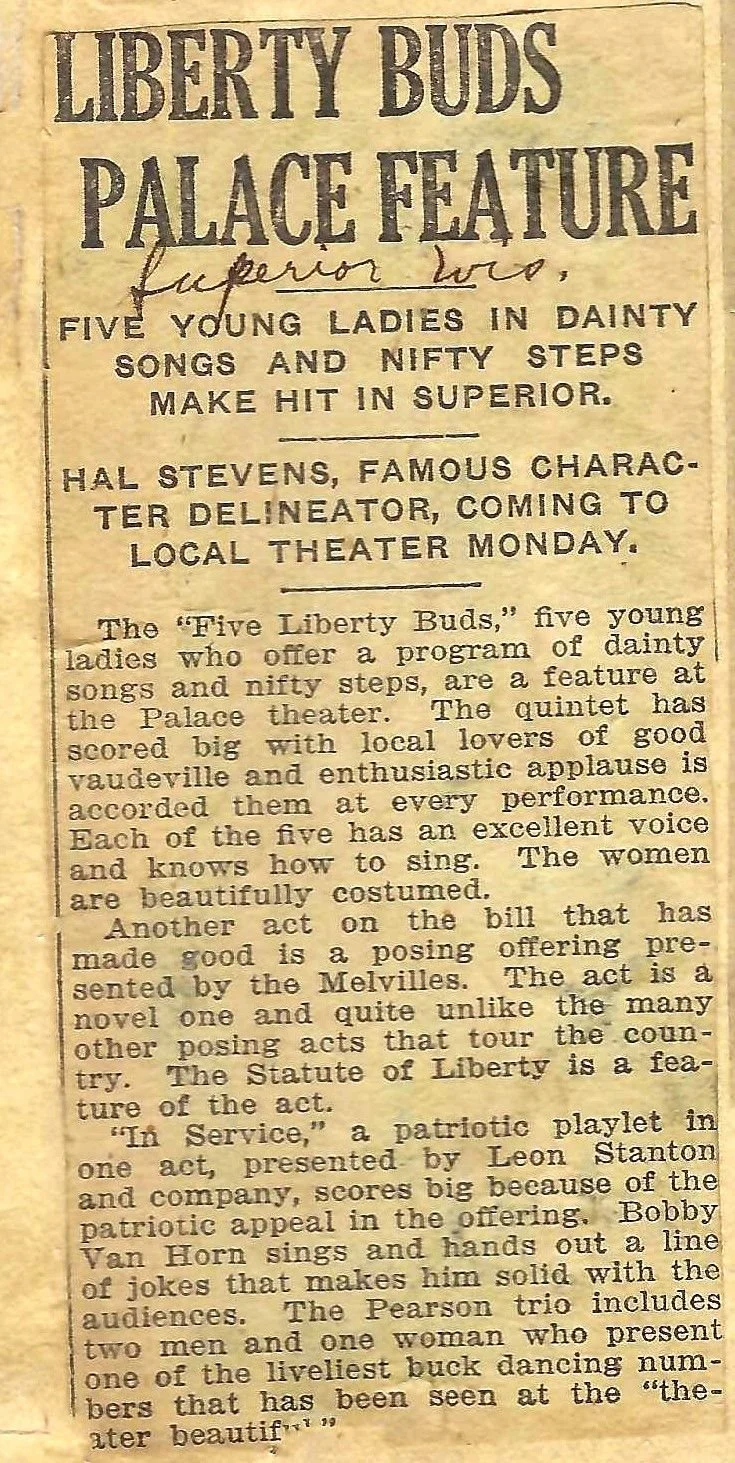 LIBERTY BUDS
PALACE FEATURE
Superior Wis.
FIVE YOUNG LADIES IN DAINTY
SONGS AND NIFTY STEPS
MAKE HIT IN SUPERIOR.
HAL STEVENS, FAMOUS CHARAC-
TER DELINEATOR, COMING TO
LOCAL THEATER MONDAY.
The “Five Liberty Buds,” five young
ladies who offer a program of dainty
songs and nifty steps, are a feature at
the Palace theater. The quintet has
scored big with local lovers of good
vaudeville and enthusiastic applause is
accorded them at every performance.
Each of the five has an excellent voice
and knows how to sing. The women
are beautifully costumed.
Another act on the bill that has
made good is a posing offering pre-
sented by the Melvilles. The act is a
novel one and quite unlike the many
other posing acts that tour the coun-
try. The Statute of Liberty is a fea-
ture of the act.
“In Service,” a patriotic playlet in
one act, presented by Leon Stanton
and company, scores big because of the
patriotic appeal in the offering. Bobby
Van Horn sings and hands out a line
of jokes that makes him solid with the
audiences. The Pearson trio includes
two men and one woman who present
one of the liveliest buck dancing num-
bers that has been seen at the “the-
ater